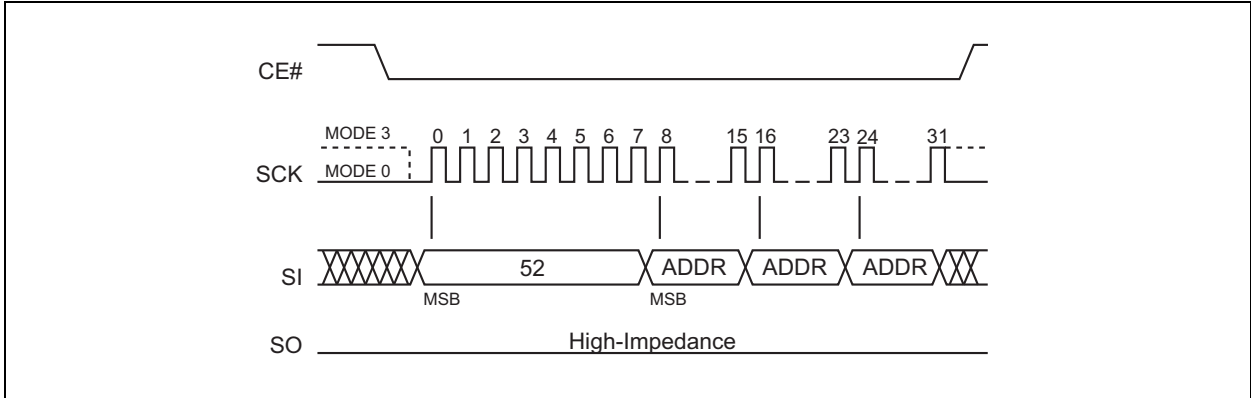 CE#
MODE 3
0 1 2 3 4 5 6 7 8 15 16 23 24 31
SCK
MODE 0
SI
52 ADDR ADDR ADDR
MSB MSB
SO
High-Impedance